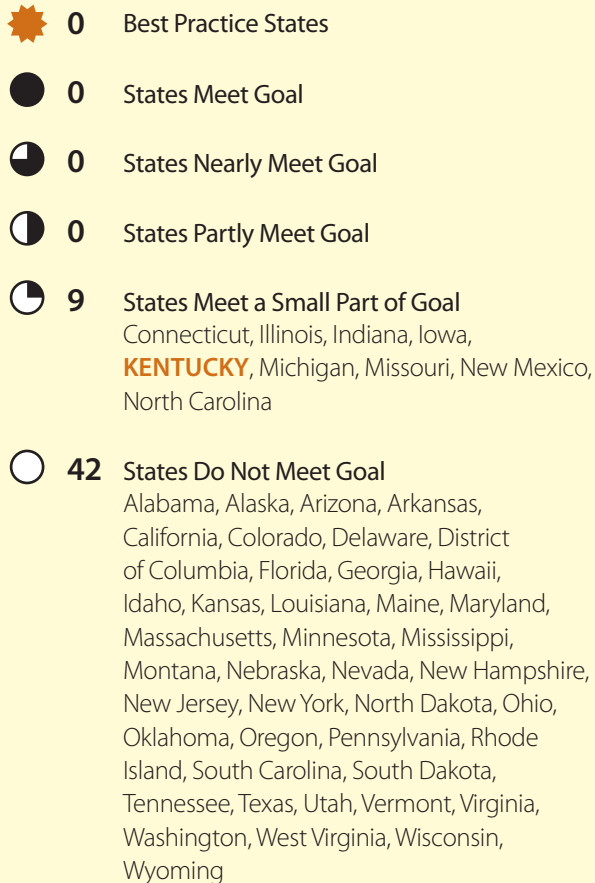 0 Best Practice States
0 States Meet Goal
0 States Nearly Meet Goal
0 States Partly Meet Goal
9 States Meet a Small Part of Goal
Connecticut, Illinois, Indiana, Iowa,
KENTUCKY, Michigan, Missouri, New Mexico,
North Carolina
42 States Do Not Meet Goal
Alabama, Alaska, Arizona, Arkansas,
California, Colorado, Delaware, District
of Columbia, Florida, Georgia, Hawaii,
Idaho, Kansas, Louisiana, Maine, Maryland,
Massachusetts, Minnesota, Mississippi,
Montana, Nebraska, Nevada, New Hampshire,
New Jersey, New York, North Dakota, Ohio,
Oklahoma, Oregon, Pennsylvania, Rhode
Island, South Carolina, South Dakota,
Tennessee, Texas, Utah, Vermont, Virginia,
Washington, West Virginia, Wisconsin,
Wyoming